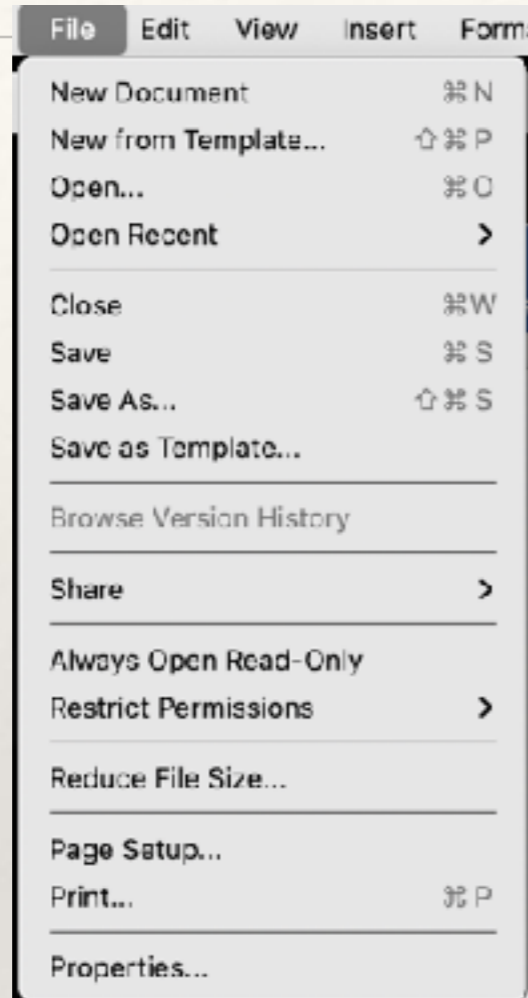 File Edit View Insert Forma
New Document ⌘N
New from Template... ⇧⌘P
Open... ⌘O
Open Recent >
Close ⌘W
Save ⌘S
Save As... ⇧⌘S
Save as Template...
Browse Version History
Share >
Always Open Read-Only
Restrict Permissions >
Reduce File Size...
Page Setup...
Print... ⌘P
Properties...